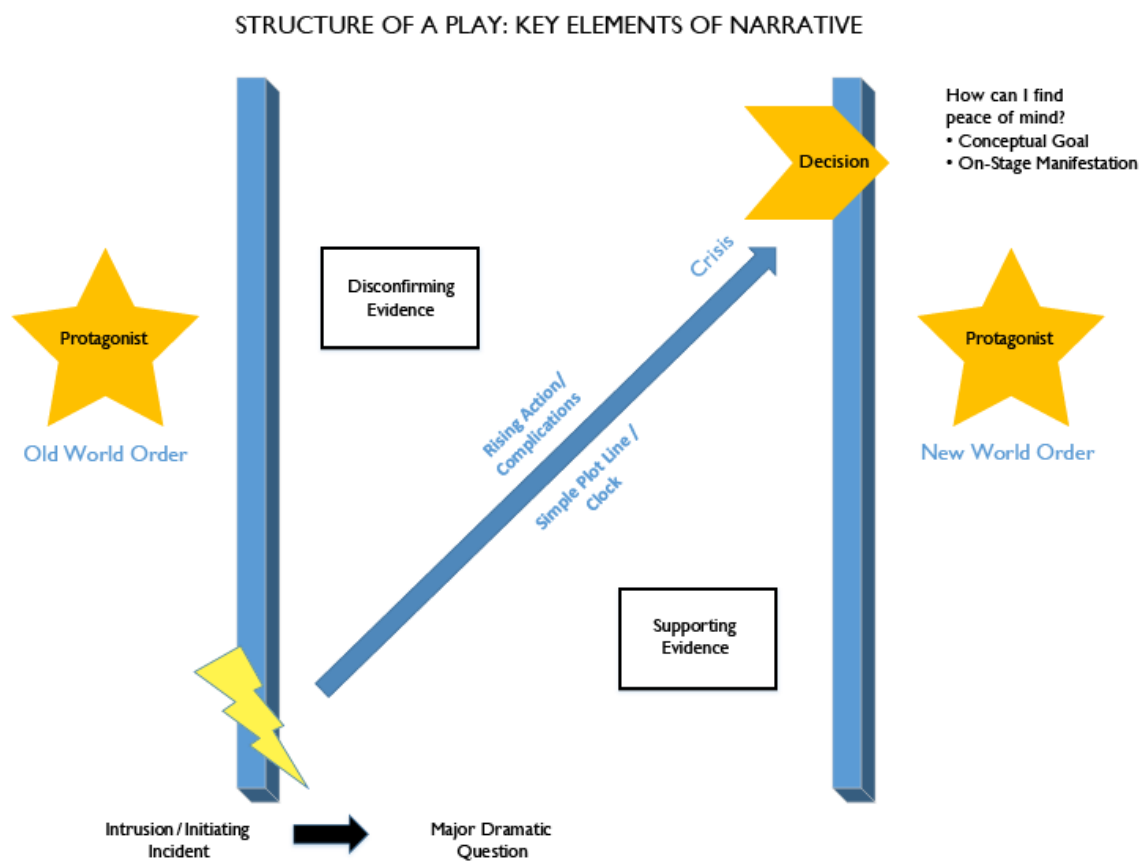 STRUCTURE OF A PLAY: KEY ELEMENTS OF NARRATIVE
How can I find
peace of mind?
• Conceptual Goal
• On-Stage Manifestation
Decision
Crisis
Disconfirming
Evidence
Protagonist
Old World Order
Protagonist
New World Order
Rising Action/
Complications
Simple Plot Line /
Clock
Supporting
Evidence
Intrusion / Initiating
Incident
Major Dramatic
Question